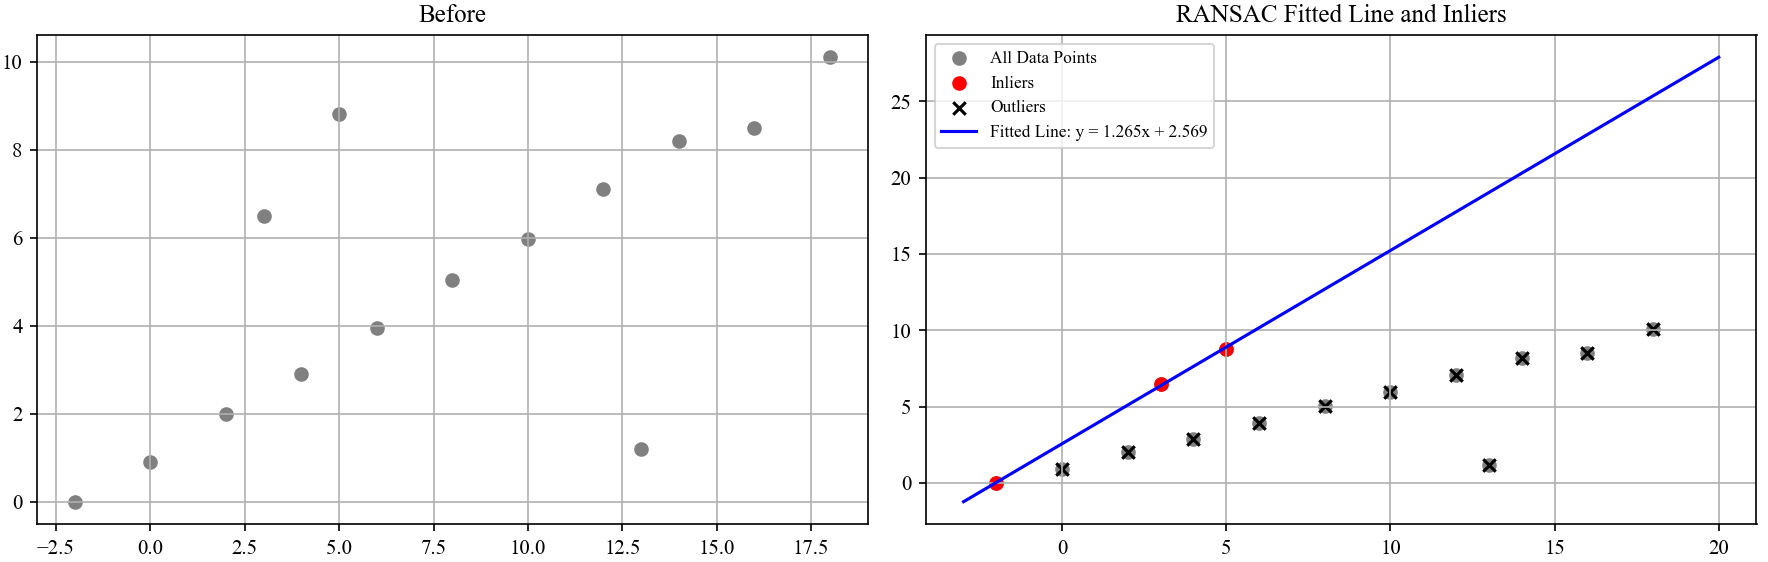 Before
10
8
6
4
2
0
−2.5 0.0 2.5 5.0 7.5 10.0 12.5 15.0 17.5
RANSAC Fitted Line and Inliers
All Data Points
Inliers
Outliers
Fitted Line: y = 1.265x + 2.569
25
20
15
10
5
0
0 5 10 15 20